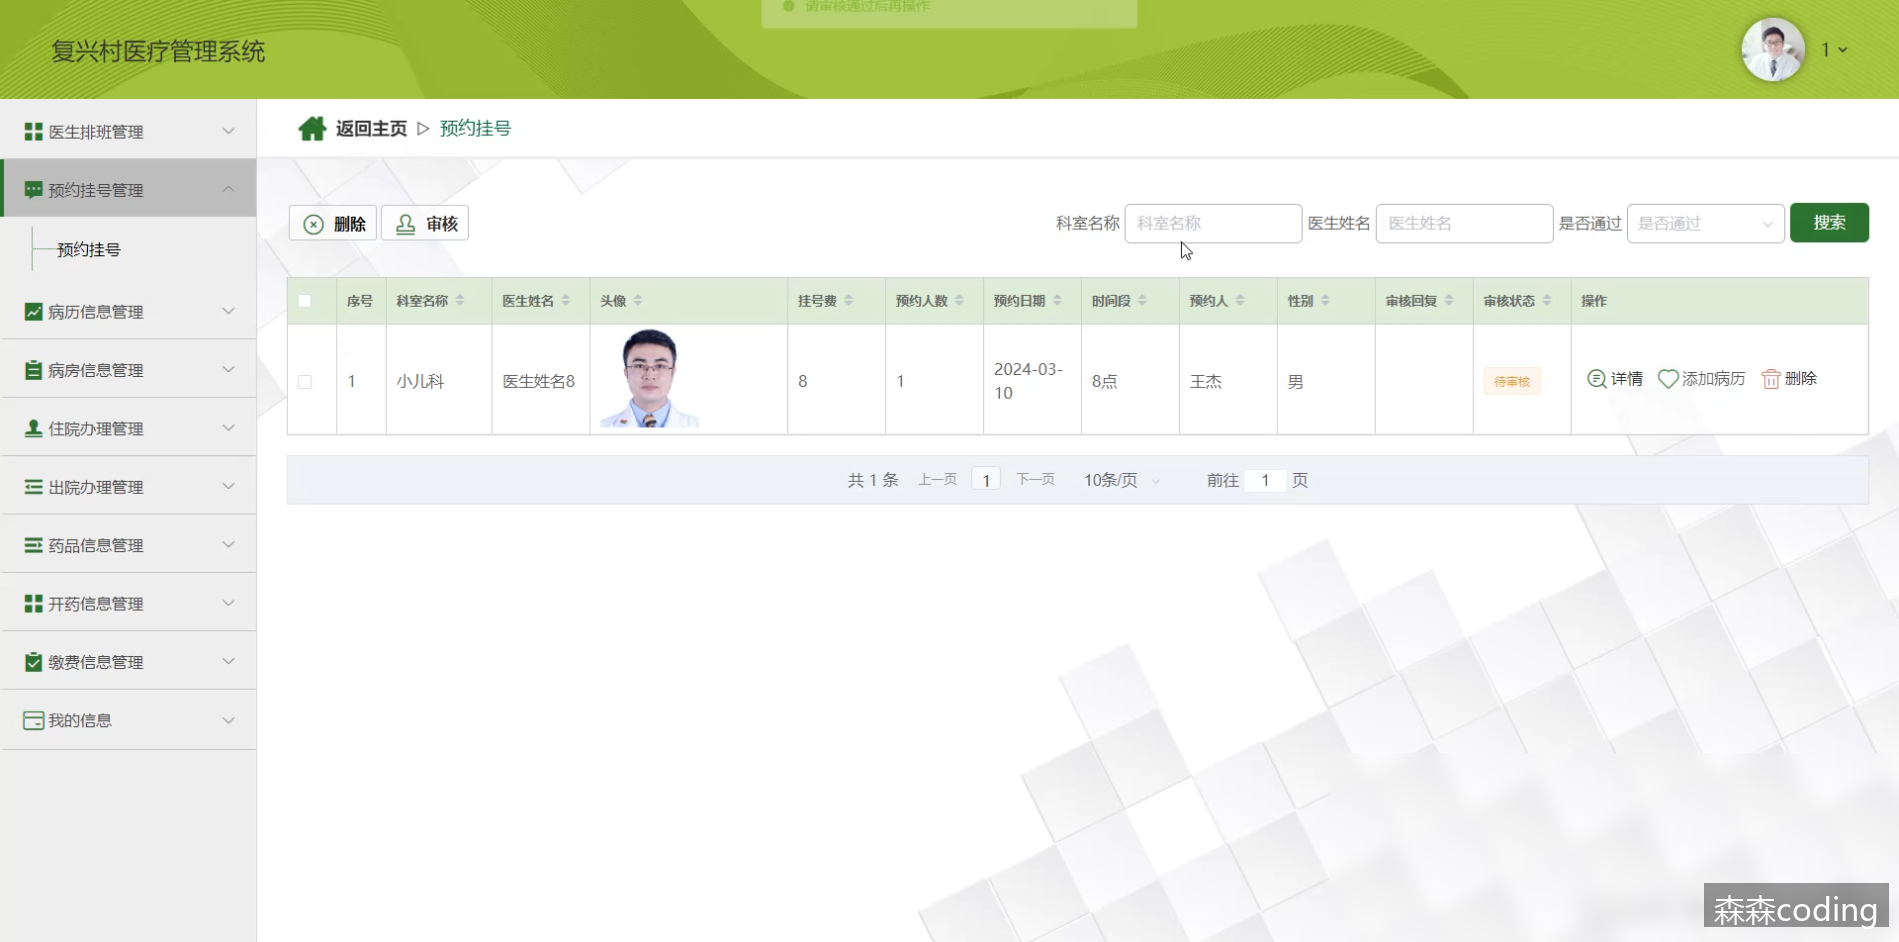 请审核通过后再操作
复兴村医疗管理系统
1
医生排班管理
预约挂号管理
预约挂号
病历信息管理
病房信息管理
住院办理管理
出院办理管理
药品信息管理
开药信息管理
缴费信息管理
我的信息
返回主页 ▷ 预约挂号
删除 审核 科室名称 科室名称 医生姓名 医生姓名 是否通过 是否通过 搜索
序号 科室名称 医生姓名 头像 挂号费 预约人数 预约日期 时间段 预约人 性别 审核回复 审核状态 操作
1 小儿科 医生姓名8 8 1 2024-03-10 8点 王杰 男 待审核 详情 添加病历 删除
共 1 条 上一页 1 下一页 10条/页 前往 1 页
森森coding